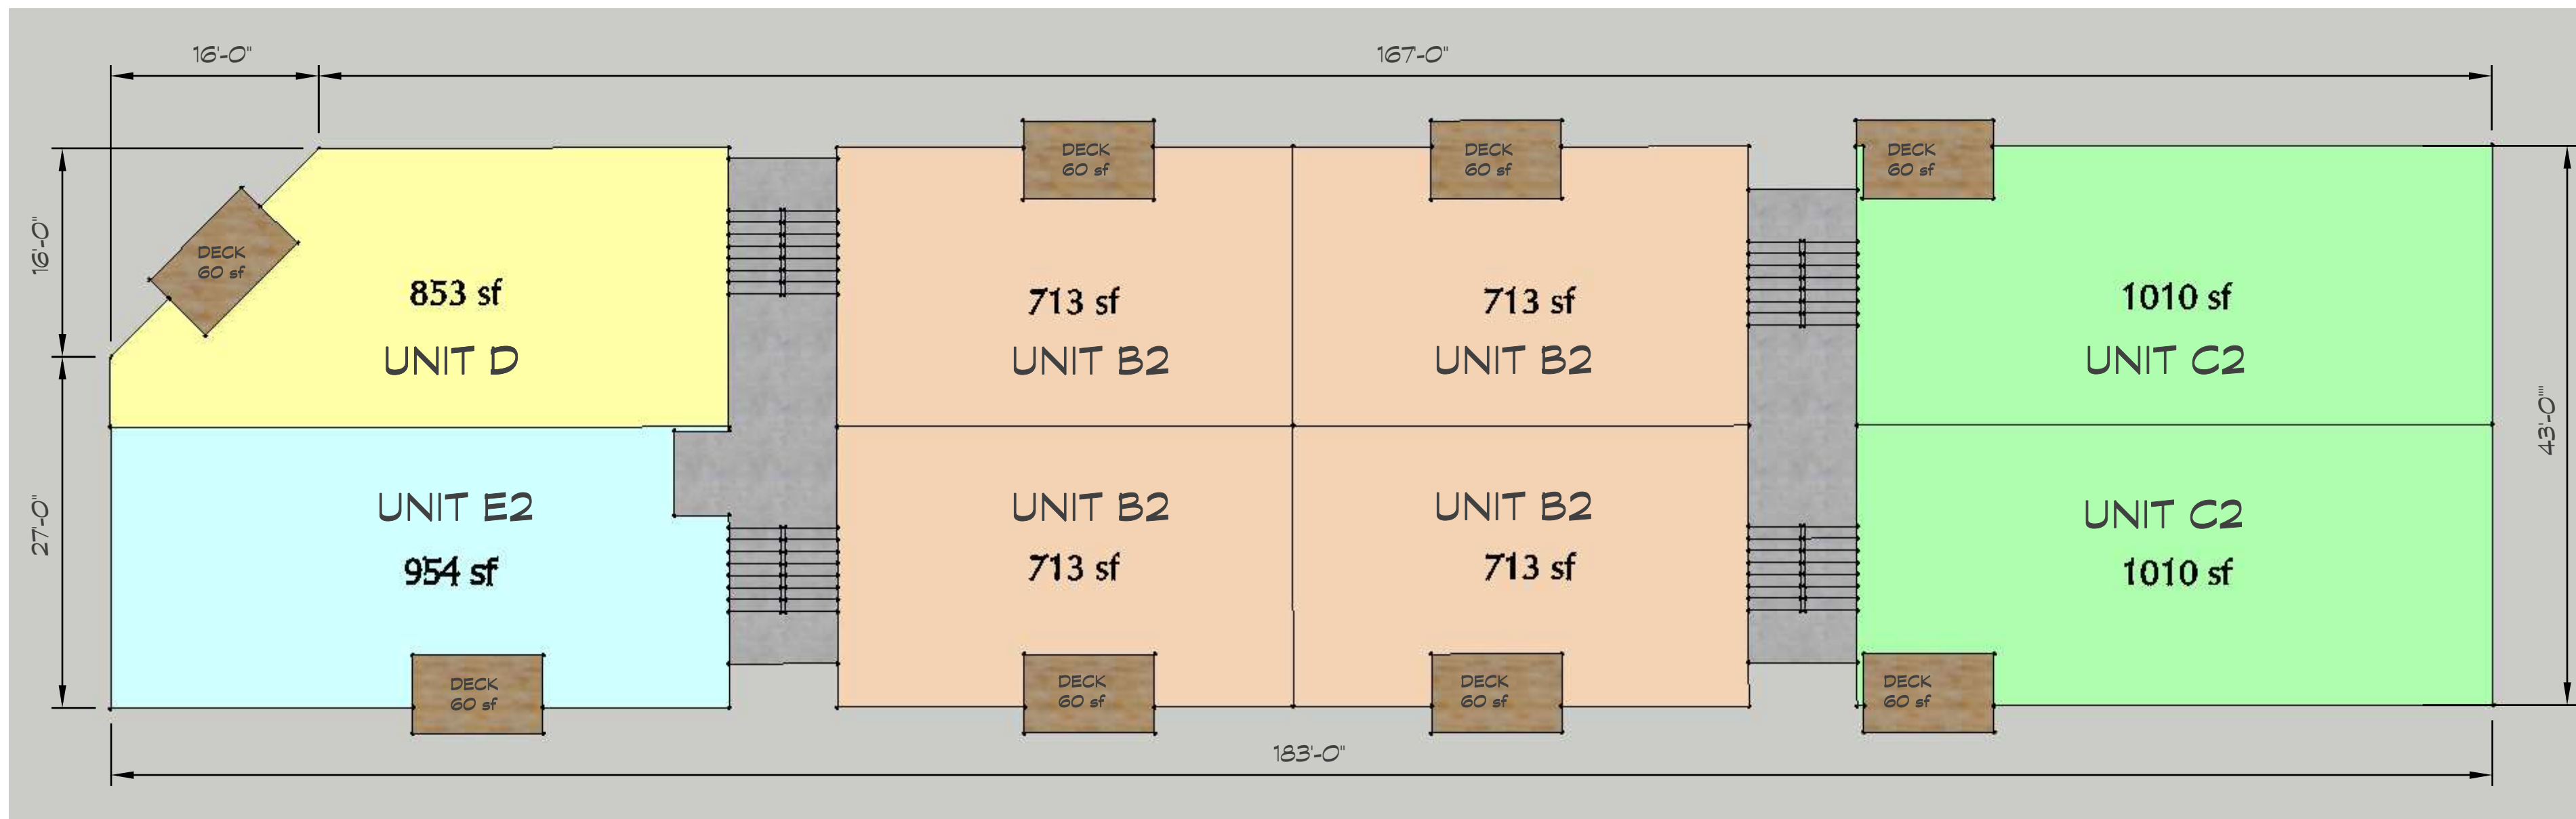 16'-0"
167'-0"
DECK
60 sf
DECK
60 sf
DECK
60 sf
DECK
60 sf
16'-0"
853 sf
713 sf
713 sf
1010 sf
UNIT D
UNIT B2
UNIT B2
UNIT C2
43'-0""
27'-0"
UNIT E2
UNIT B2
UNIT B2
UNIT C2
954 sf
713 sf
713 sf
1010 sf
DECK
60 sf
DECK
60 sf
DECK
60 sf
DECK
60 sf
183'-0"